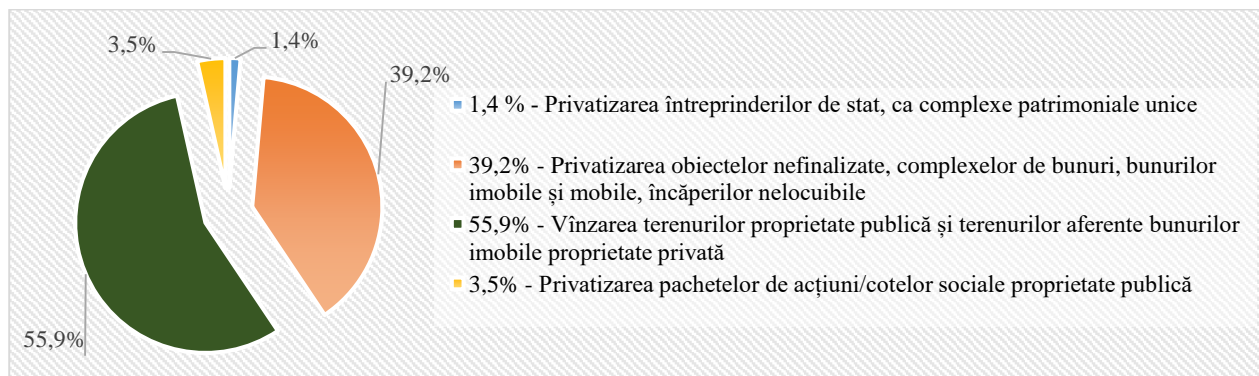 3,5%
1,4%
39,2%
55,9%
1,4 % - Privatizarea întreprinderilor de stat, ca complexe patrimoniale unice
39,2% - Privatizarea obiectelor nefinalizate, complexelor de bunuri, bunurilor
imobile și mobile, încăperilor nelocuibile
55,9% - Vînzarea terenurilor proprietate publică și terenurilor aferente bunurilor
imobile proprietate privată
3,5% - Privatizarea pachetelor de acțiuni/cotelor sociale proprietate publică